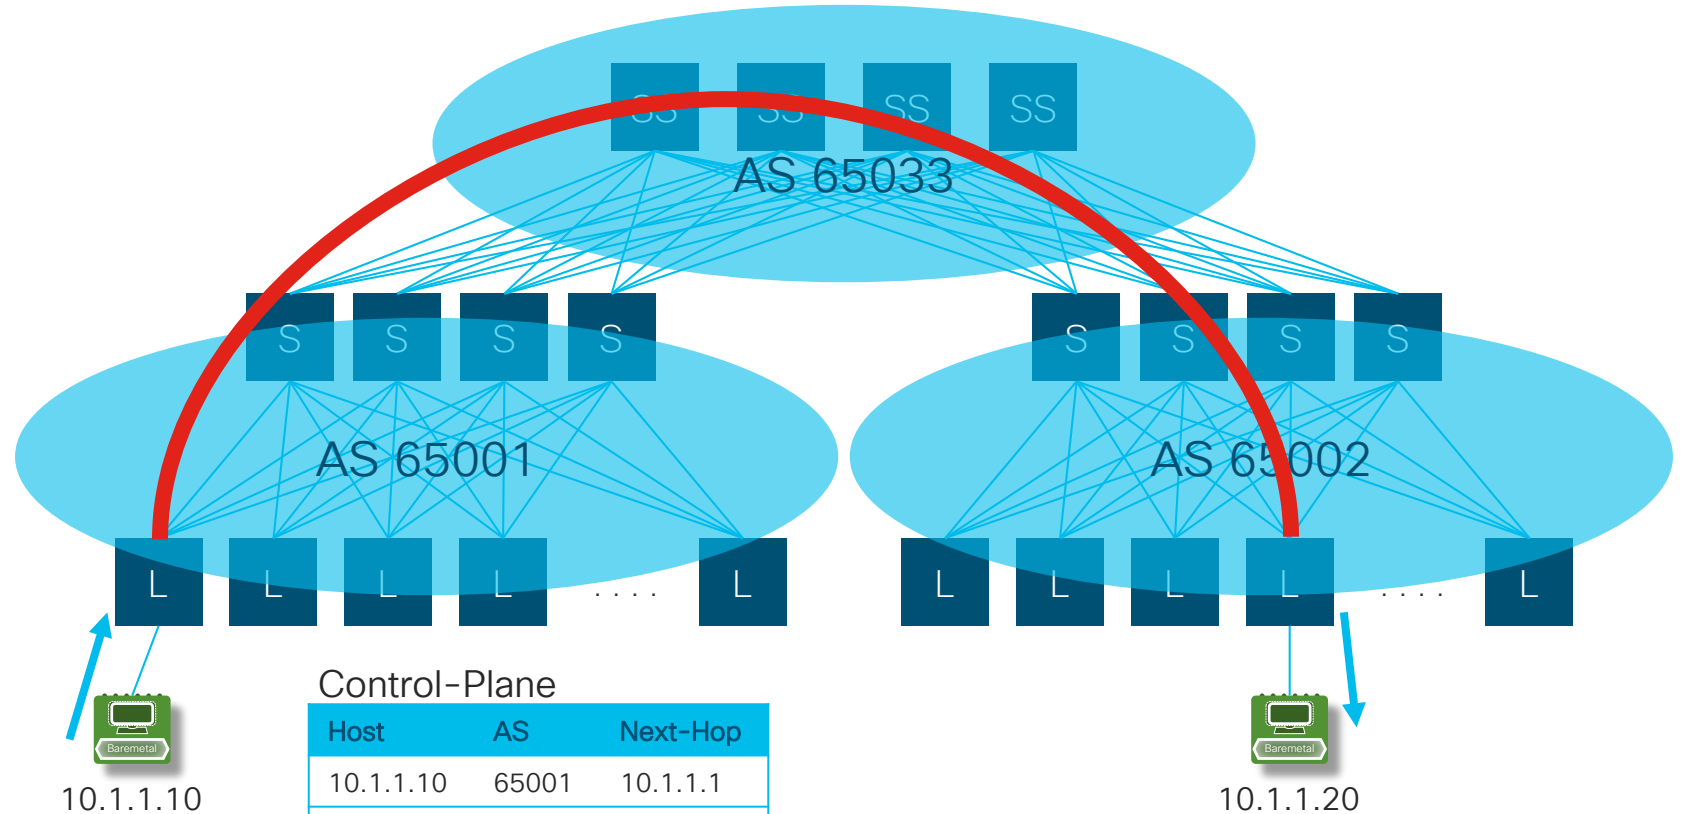 SS SS SS SS
AS 65033
S S S S S S S S
AS 65001 AS 65002
L L L L . . . . L L L L L . . . . L
Control-Plane
Host AS Next-Hop
10.1.1.10 65001 10.1.1.1
Baremetal Baremetal
10.1.1.10 10.1.1.20